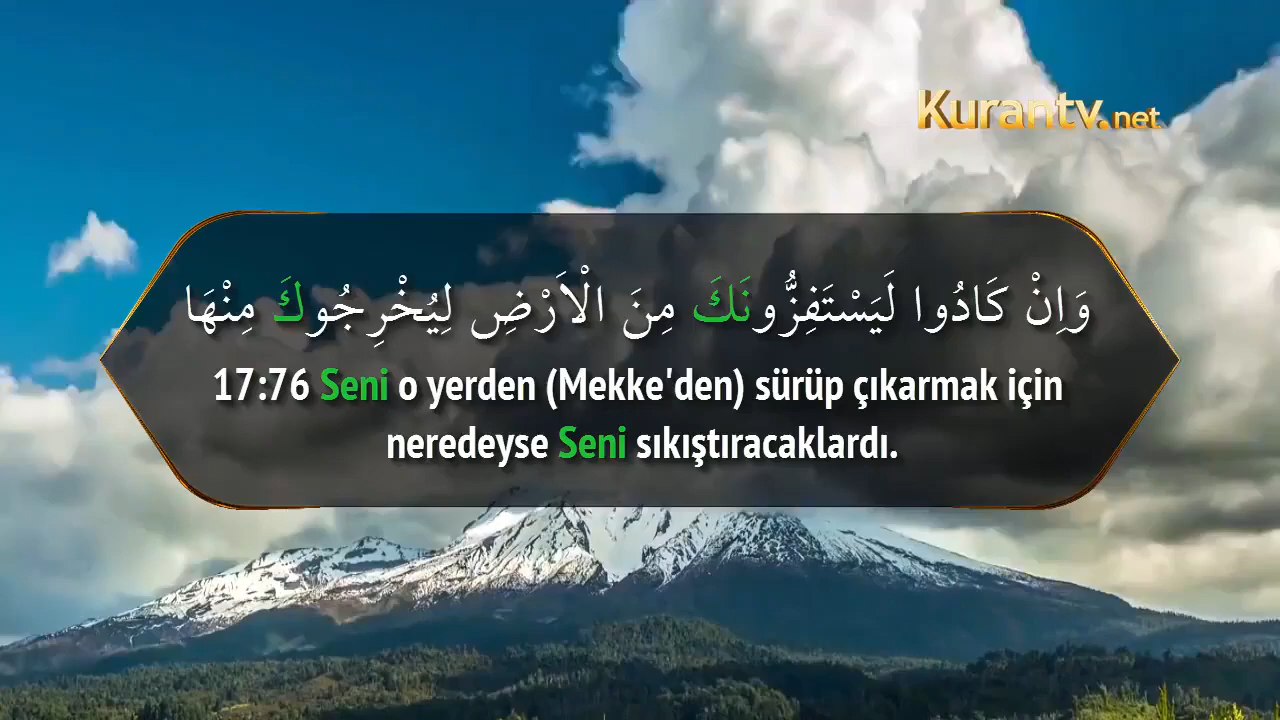 Kurantv.net
وَاِنْ كَادُوا لَيَسْتَفِزُّونَكَ مِنَ الْاَرْضِ لِيُخْرِجُوكَ مِنْهَا
17:76 Seni o yerden (Mekke'den) sürüp çıkarmak için
neredeyse Seni sıkıştıracaklardı.